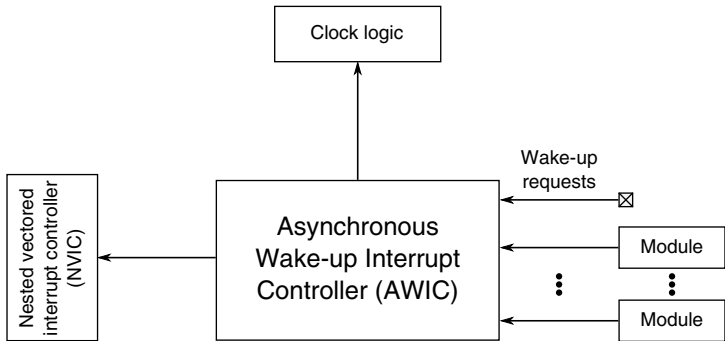 Clock logic
Nested vectored
interrupt controller
(NVIC)
Asynchronous
Wake-up Interrupt
Controller (AWIC)
Wake-up
requests
Module
Module